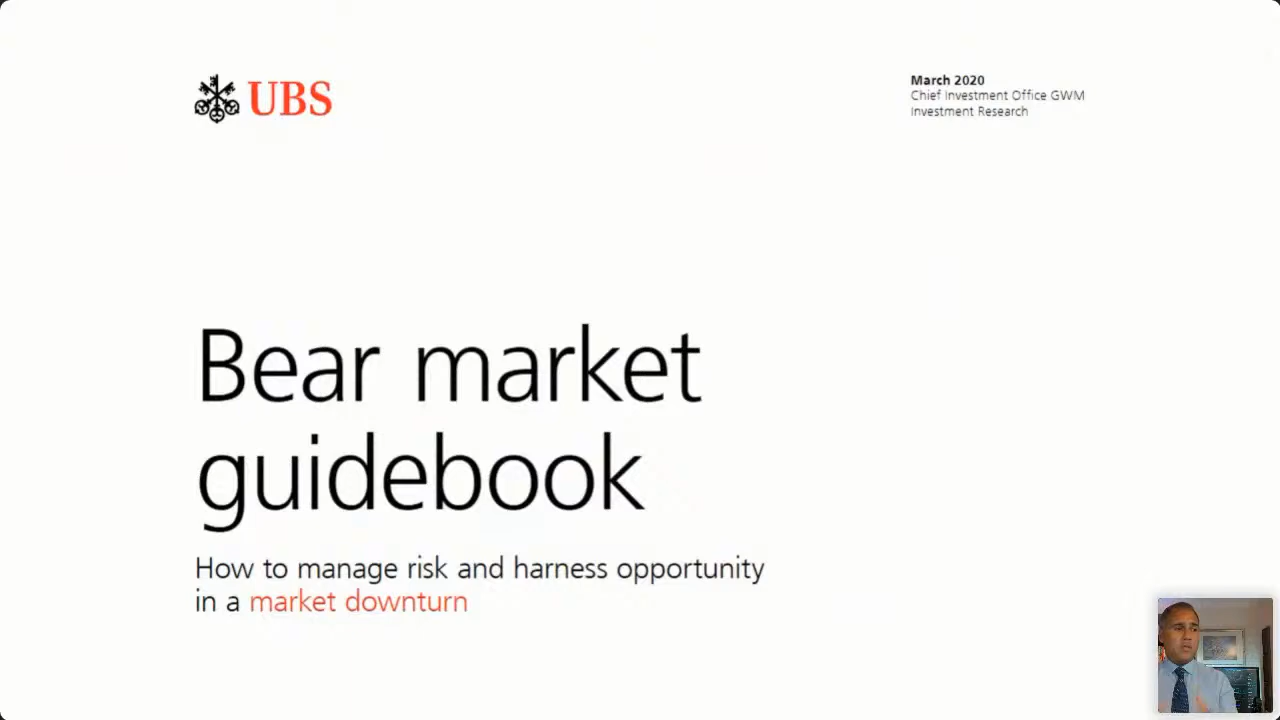 UBS
March 2020
Chief Investment Office GWM
Investment Research
Bear market
guidebook
How to manage risk and harness opportunity
in a market downturn